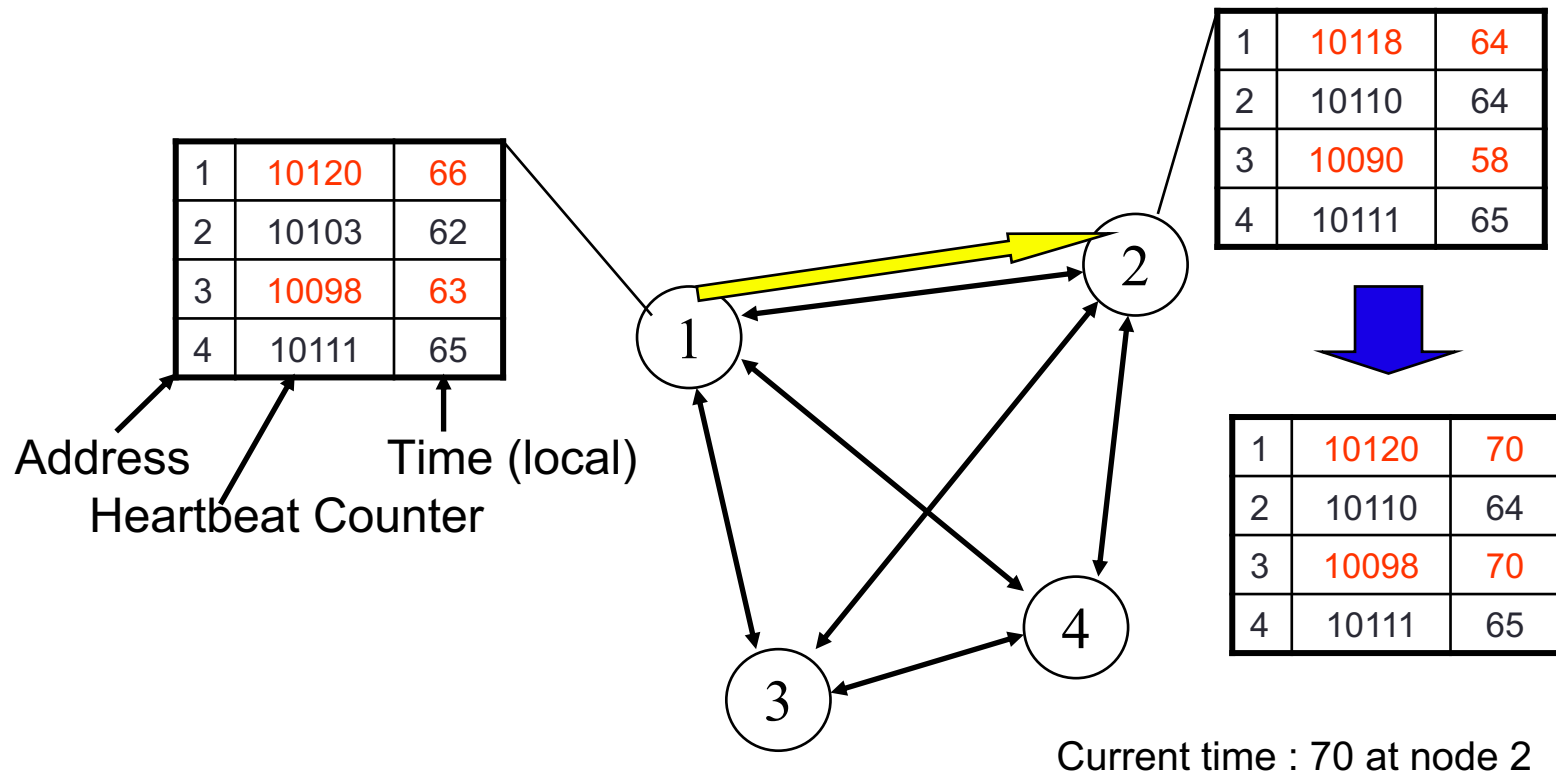 1 10118 64
2 10110 64
3 10090 58
4 10111 65
1 10120 66
2 10103 62
3 10098 63
4 10111 65
Address
Time (local)
Heartbeat Counter
1
2
3
4
1 10120 70
2 10110 64
3 10098 70
4 10111 65
Current time : 70 at node 2